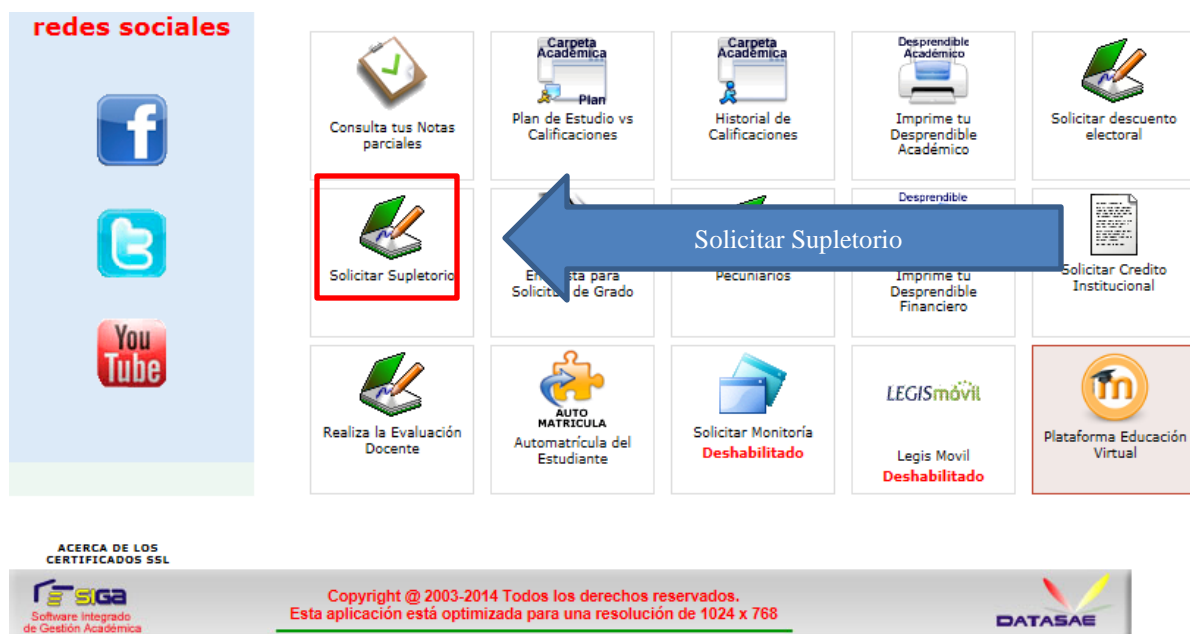 redes sociales
f
t
You
Tube
Carpeta
Académica
Plan
Carpeta
Académica
Desprendible
Académico
Consulta tus Notas
parciales
Plan de Estudio vs
Calificaciones
Historial de
Calificaciones
Imprime tu
Desprendible
Académico
Solicitar descuento
electoral
Desprendible
Solicitar Supletorio
Solicitar Supletorio
sta para
Solicitu de Grado
Pecuniarios
Imprime tu
Desprendible
Financiero
Solicitar Credito
Institucional
AUTO
MATRICULA
LEGISmóvil
m
Realiza la Evaluación
Docente
Automatrícula del
Estudiante
Solicitar Monitoría
Deshabilitado
Legis Movil
Deshabilitado
Plataforma Educación
Virtual
ACERCA DE LOS
CERTIFICADOS SSL
SIGA
Software Integrado
de Gestión Académica
Copyright @ 2003-2014 Todos los derechos reservados.
Esta aplicación está optimizada para una resolución de 1024 x 768
DATASAE